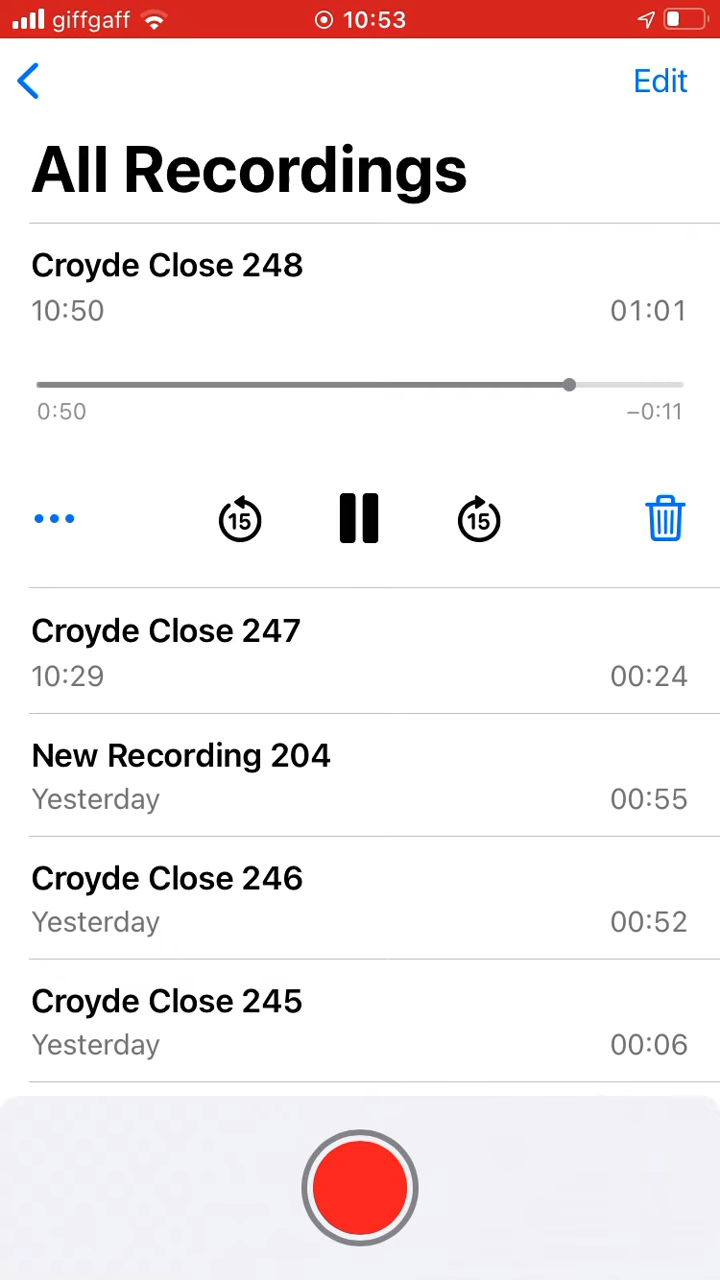 giffgaff 10:53
Edit
All Recordings
Croyde Close 248
10:50 01:01
0:50 −0:11
15 15
Croyde Close 247
10:29 00:24
New Recording 204
Yesterday 00:55
Croyde Close 246
Yesterday 00:52
Croyde Close 245
Yesterday 00:06